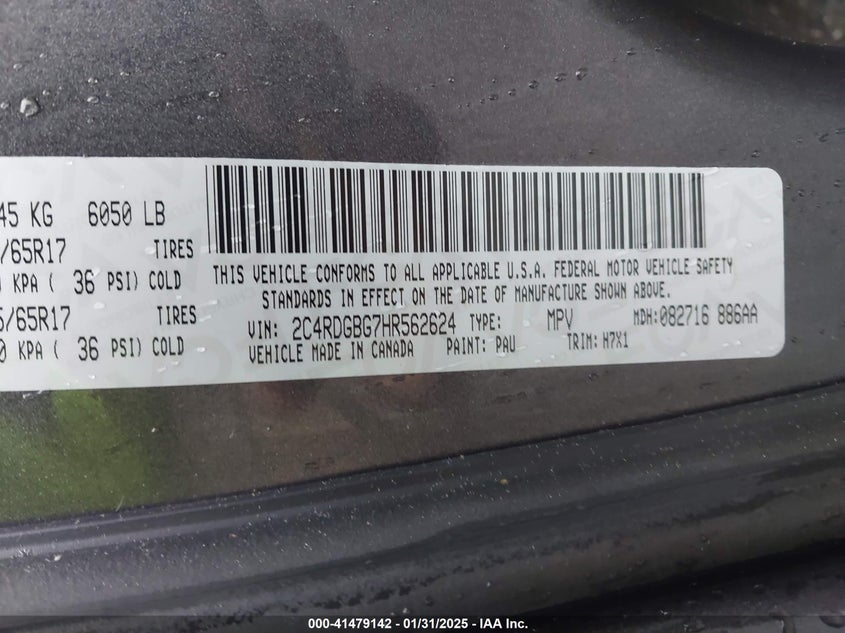 45 KG 6050 LB
/65R17 TIRES
KPA ( 36 PSI) COLD
5/65R17 TIRES
0 KPA ( 36 PSI) COLD
THIS VEHICLE CONFORMS TO ALL APPLICABLE U.S.A. FEDERAL MOTOR VEHICLE SAFETY
STANDARDS IN EFFECT ON THE DATE OF MANUFACTURE SHOWN ABOVE.
VIN: 2C4RDGBG7HR562624 TYPE: MPV MDH:082716 886AA
VEHICLE MADE IN CANADA PAINT: PAU TRIM: H7X1
000-41479142 - 01/31/2025 - IAA Inc.